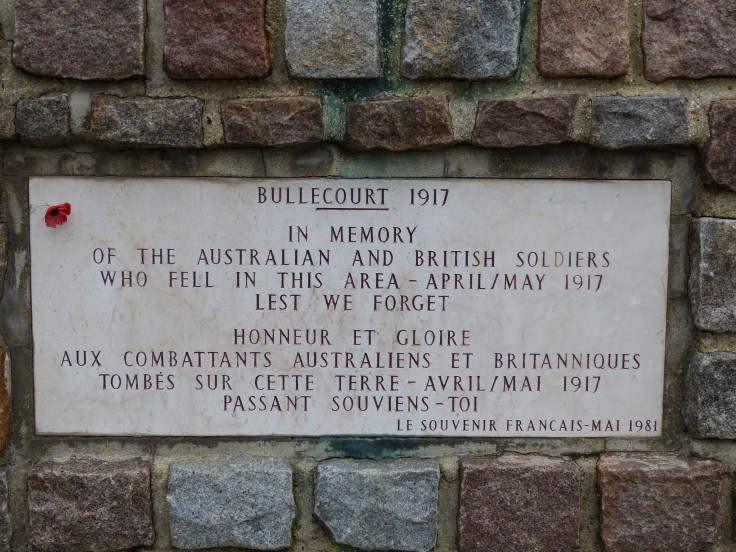 BULLECOURT 1917
IN MEMORY
OF THE AUSTRALIAN AND BRITISH SOLDIERS
WHO FELL IN THIS AREA - APRIL/MAY 1917
LEST WE FORGET
HONNEUR ET GLOIRE
AUX COMBATTANTS AUSTRALIENS ET BRITANNIQUES
TOMBÉS SUR CETTE TERRE - AVRIL/MAI 1917
PASSANT SOUVIENS-TOI
LE SOUVENIR FRANCAIS-MAI 1981